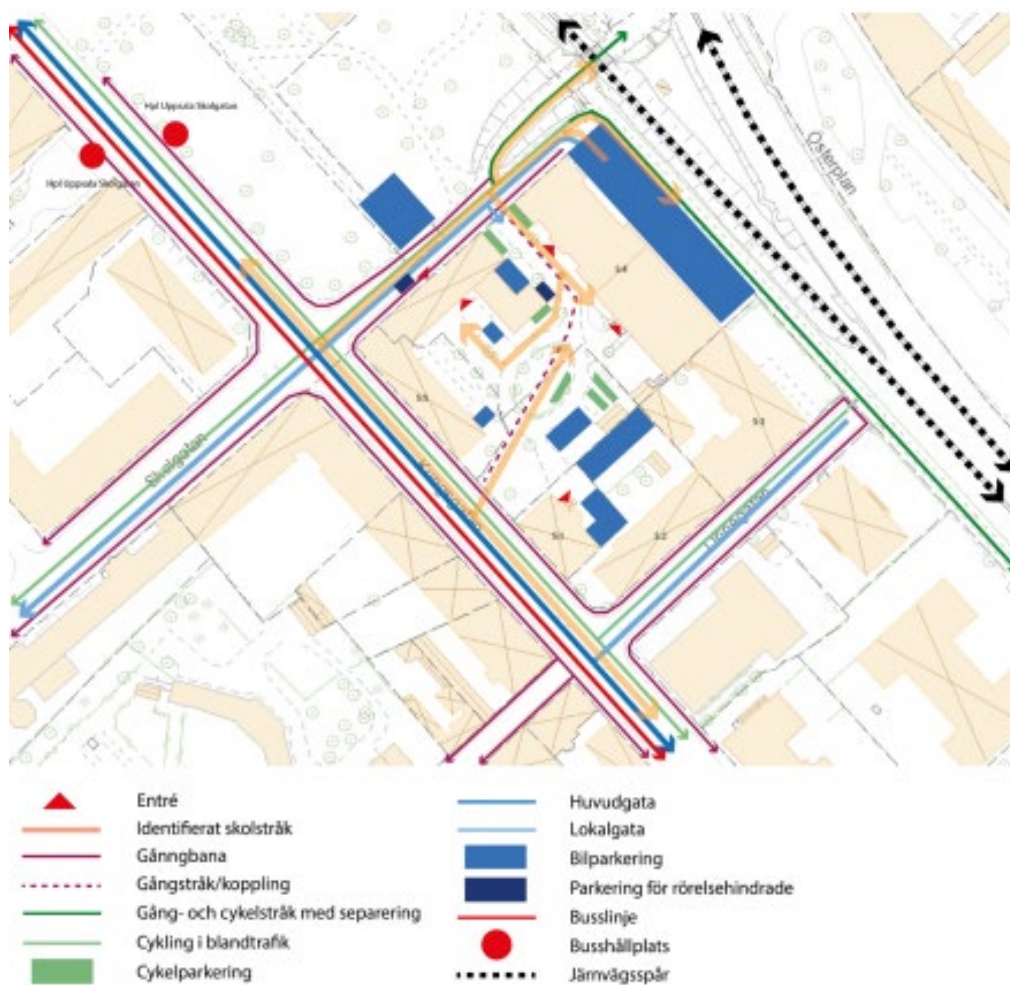 Hpl Uppsala Skolgatan
Hpl Uppsala Skolgatan
Österplan
S4
S5
S3
Skolgatan
S1
S2
Entré
Identifierat skolstråk
Gånngbana
Gångstråk/koppling
Gång- och cykelstråk med separering
Cykling i blandtrafik
Cykelparkering
Huvudgata
Lokalgata
Bilparkering
Parkering för rörelsehindrade
Busslinje
Busshållplats
Järnvägsspår